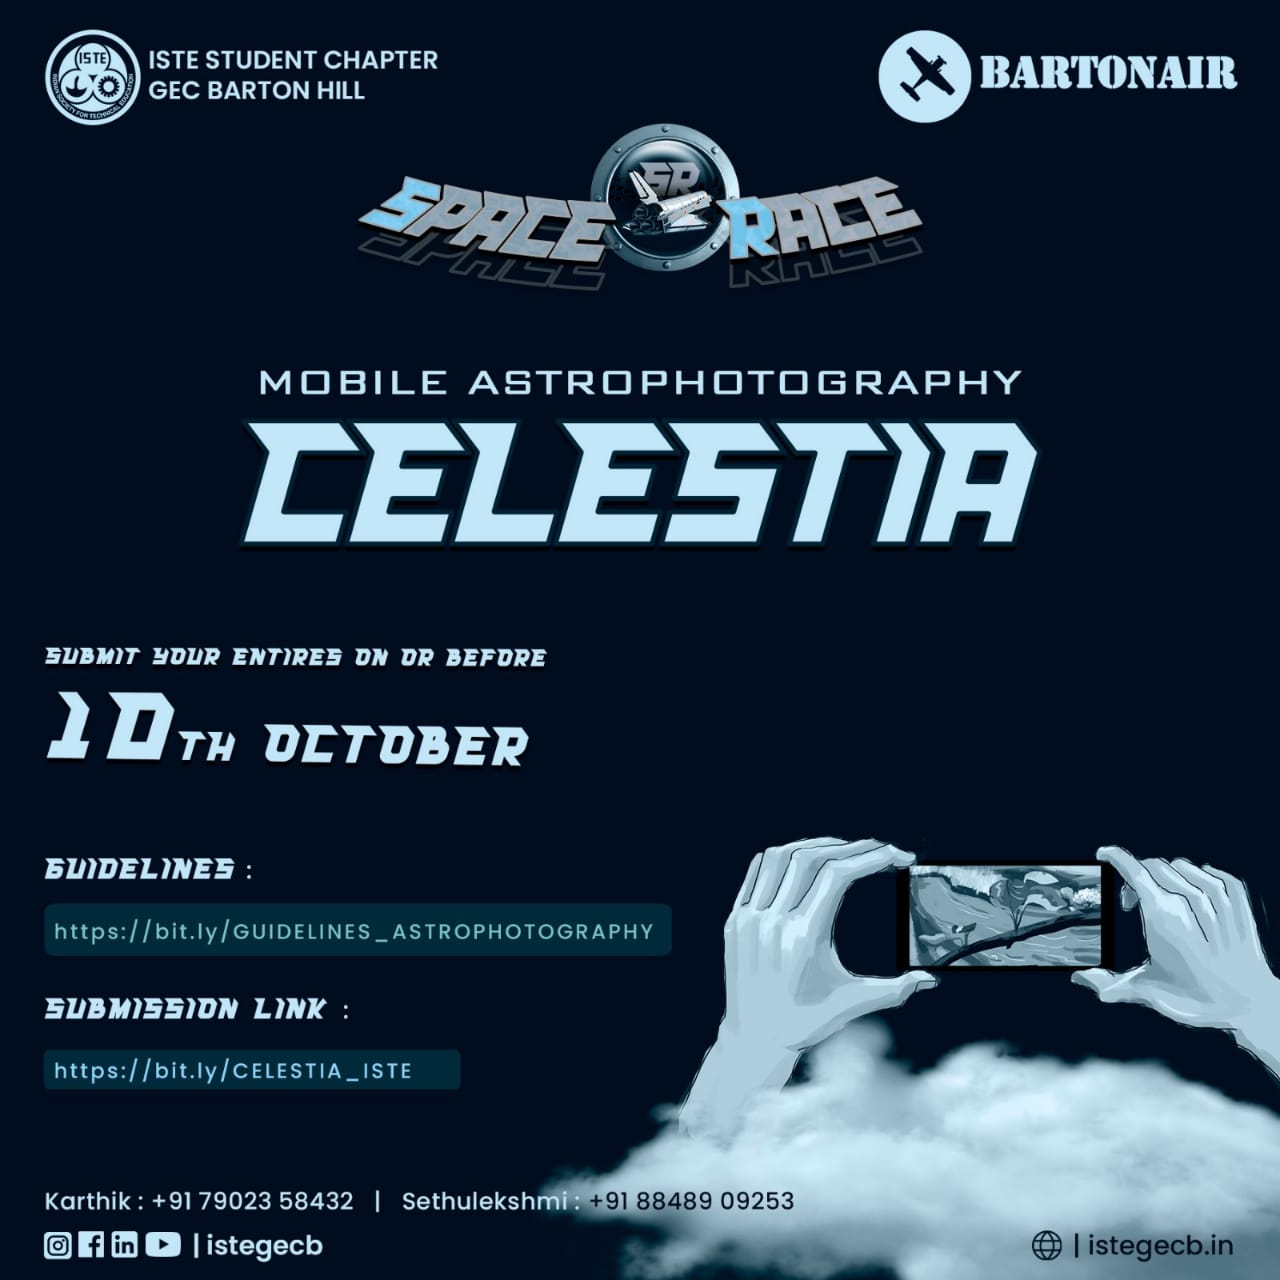 ISTE
ISTE STUDENT CHAPTER
GEC BARTON HILL
BARTONAIR
SR
SPACE RACE
MOBILE ASTROPHOTOGRAPHY
CELESTIA
SUBMIT YOUR ENTIRES ON OR BEFORE
10TH OCTOBER
GUIDELINES :
https://bit.ly/GUIDELINES_ASTROPHOTOGRAPHY
SUBMISSION LINK :
https://bit.ly/CELESTIA_ISTE
Karthik : +91 79023 58432 | Sethulekshmi : +91 88489 09253
| istegecb
| istegecb.in